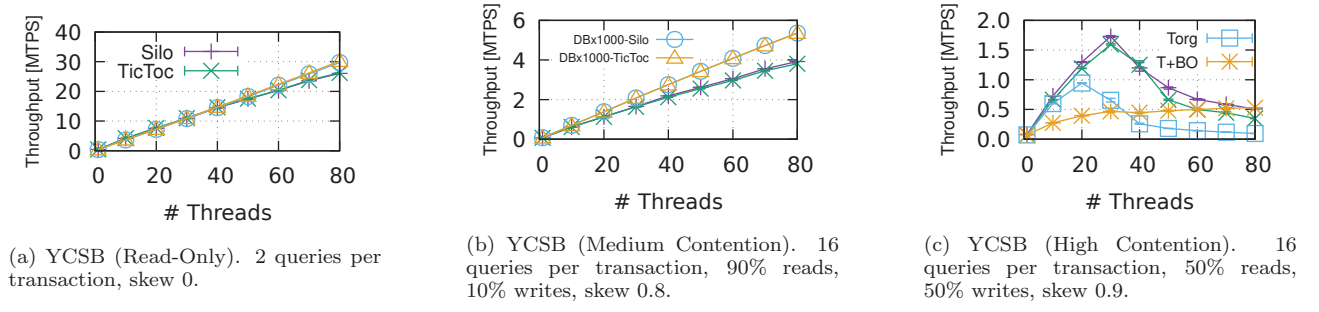 Throughput [MTPS]
40
30
20
10
0
Silo
TicToc
0 20 40 60 80
# Threads
(a) YCSB (Read-Only). 2 queries per
transaction, skew 0.
Throughput [MTPS]
6
4
2
0
DBx1000-Silo
DBx1000-TicToc
0 20 40 60 80
# Threads
(b) YCSB (Medium Contention). 16
queries per transaction, 90% reads,
10% writes, skew 0.8.
Throughput [MTPS]
2.0
1.5
1.0
0.5
0.0
Torg
T+BO
0 20 40 60 80
# Threads
(c) YCSB (High Contention). 16
queries per transaction, 50% reads,
50% writes, skew 0.9.